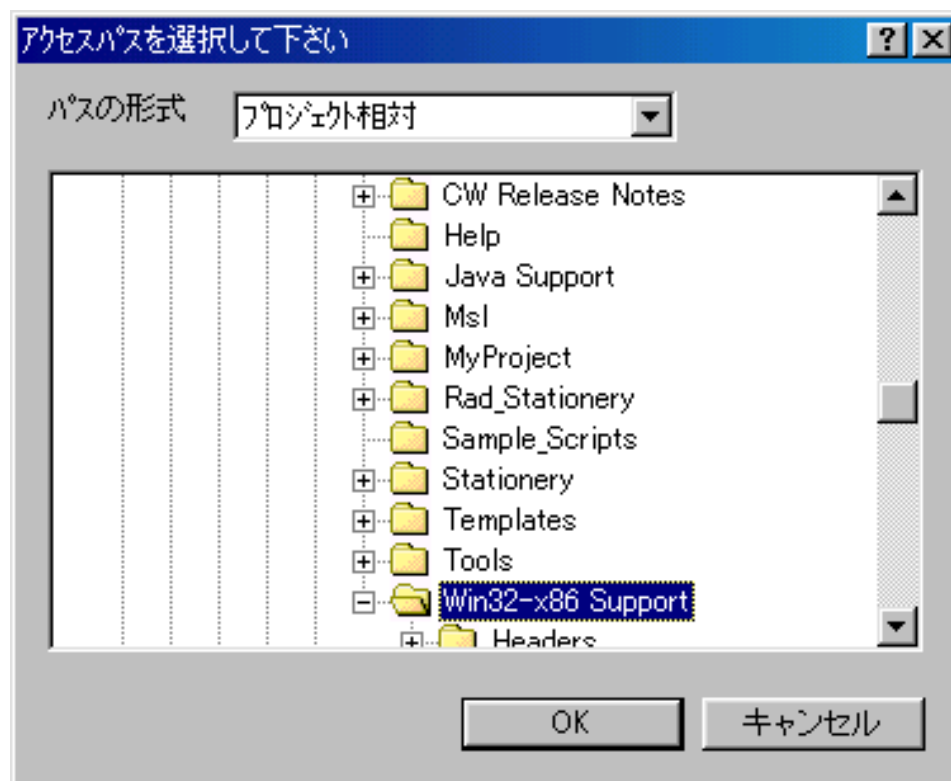 アクセスパスを選択して下さい
パスの形式 プロジェクト相対
CW Release Notes
Help
Java Support
Msl
MyProject
Rad_Stationery
Sample_Scripts
Stationery
Templates
Tools
Win32-x86 Support
Headers
OK キャンセル